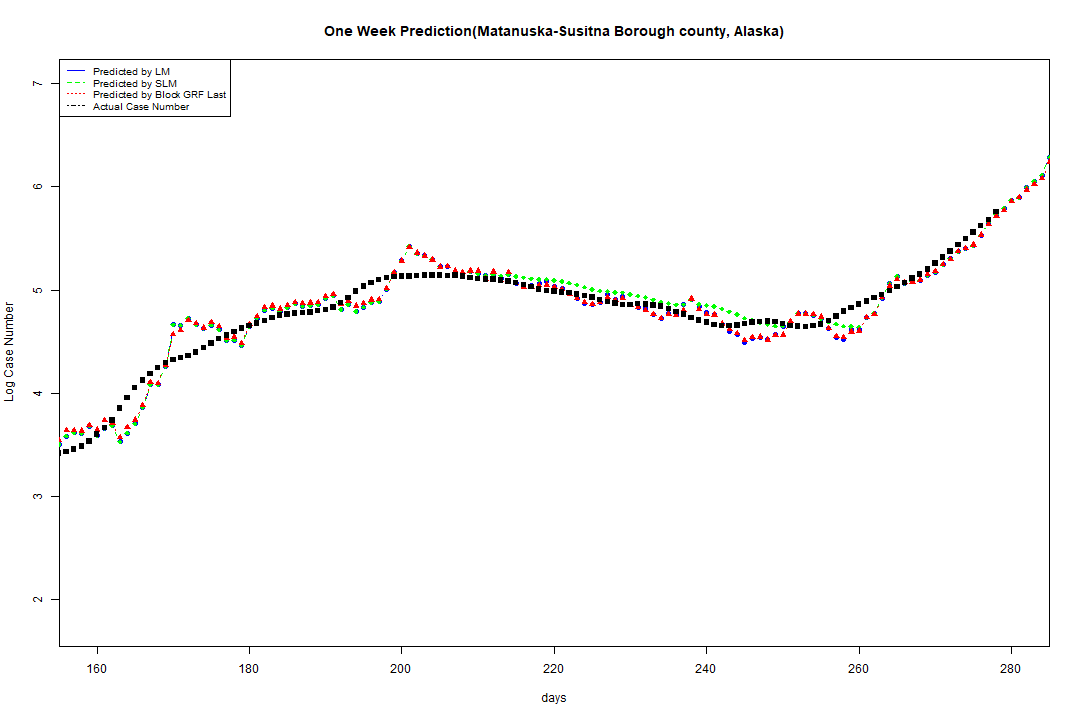 One Week Prediction(Matanuska-Susitna Borough county, Alaska)
Predicted by LM
Predicted by SLM
Predicted by Block GRF Last
Actual Case Number
7
6
5
4
3
2
Log Case Number
160 180 200 220 240 260 280
days